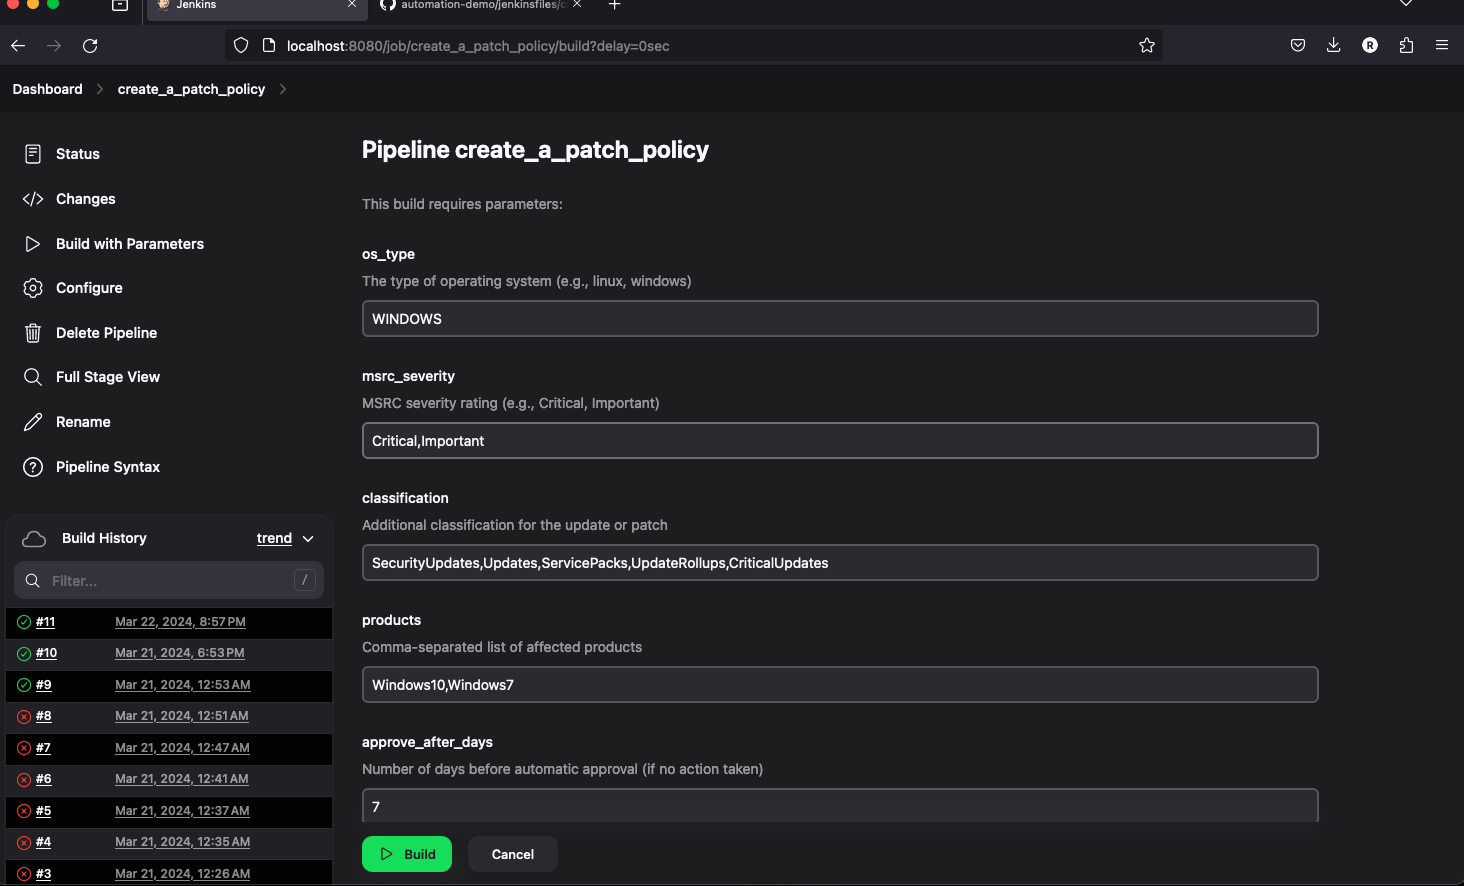 Jenkins
automation-demo/jenkinsfiles/c
localhost:8080/job/create_a_patch_policy/build?delay=0sec
R
Dashboard
create_a_patch_policy
Status
Changes
Build with Parameters
Configure
Delete Pipeline
Full Stage View
Rename
Pipeline Syntax
Build History
trend
Filter...
/
#11 Mar 22, 2024, 8:57 PM
#10 Mar 21, 2024, 6:53 PM
#9 Mar 21, 2024, 12:53 AM
#8 Mar 21, 2024, 12:51 AM
#7 Mar 21, 2024, 12:47 AM
#6 Mar 21, 2024, 12:41 AM
#5 Mar 21, 2024, 12:37 AM
#4 Mar 21, 2024, 12:35 AM
#3 Mar 21, 2024, 12:26 AM
Pipeline create_a_patch_policy
This build requires parameters:
os_type
The type of operating system (e.g., linux, windows)
WINDOWS
msrc_severity
MSRC severity rating (e.g., Critical, Important)
Critical,Important
classification
Additional classification for the update or patch
SecurityUpdates,Updates,ServicePacks,UpdateRollups,CriticalUpdates
products
Comma-separated list of affected products
Windows10,Windows7
approve_after_days
Number of days before automatic approval (if no action taken)
7
Build
Cancel